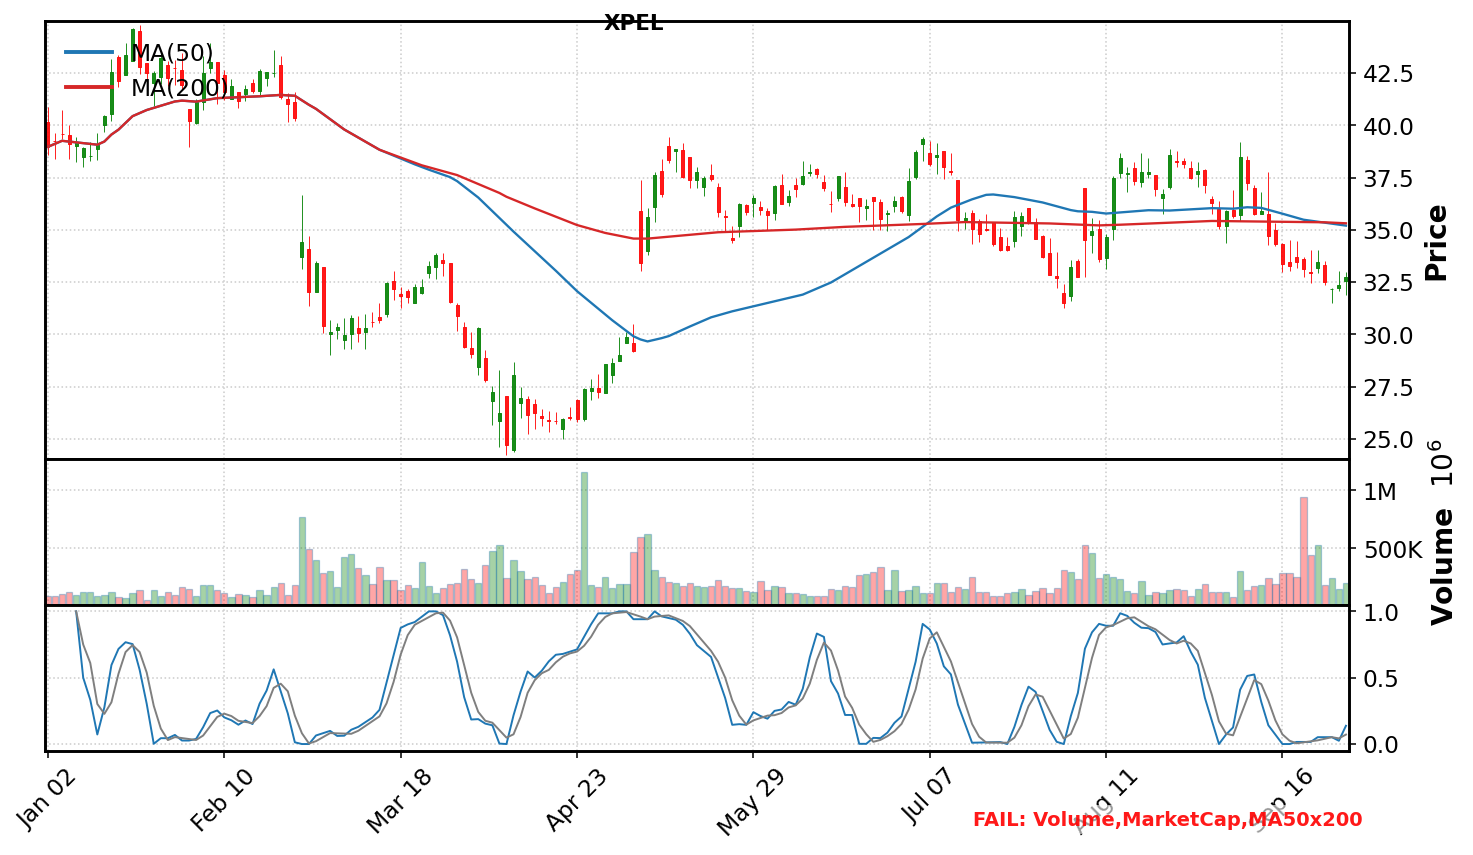 XPEL
MA(50)
MA(200)
42.5
40.0
37.5
35.0
32.5
30.0
27.5
25.0
Price
1M
500K
Volume 10⁶
1.0
0.5
0.0
Jan 02
Feb 10
Mar 18
Apr 23
May 29
Jul 07
Aug 11
Sep 16
FAIL: Volume,MarketCap,MA50x200